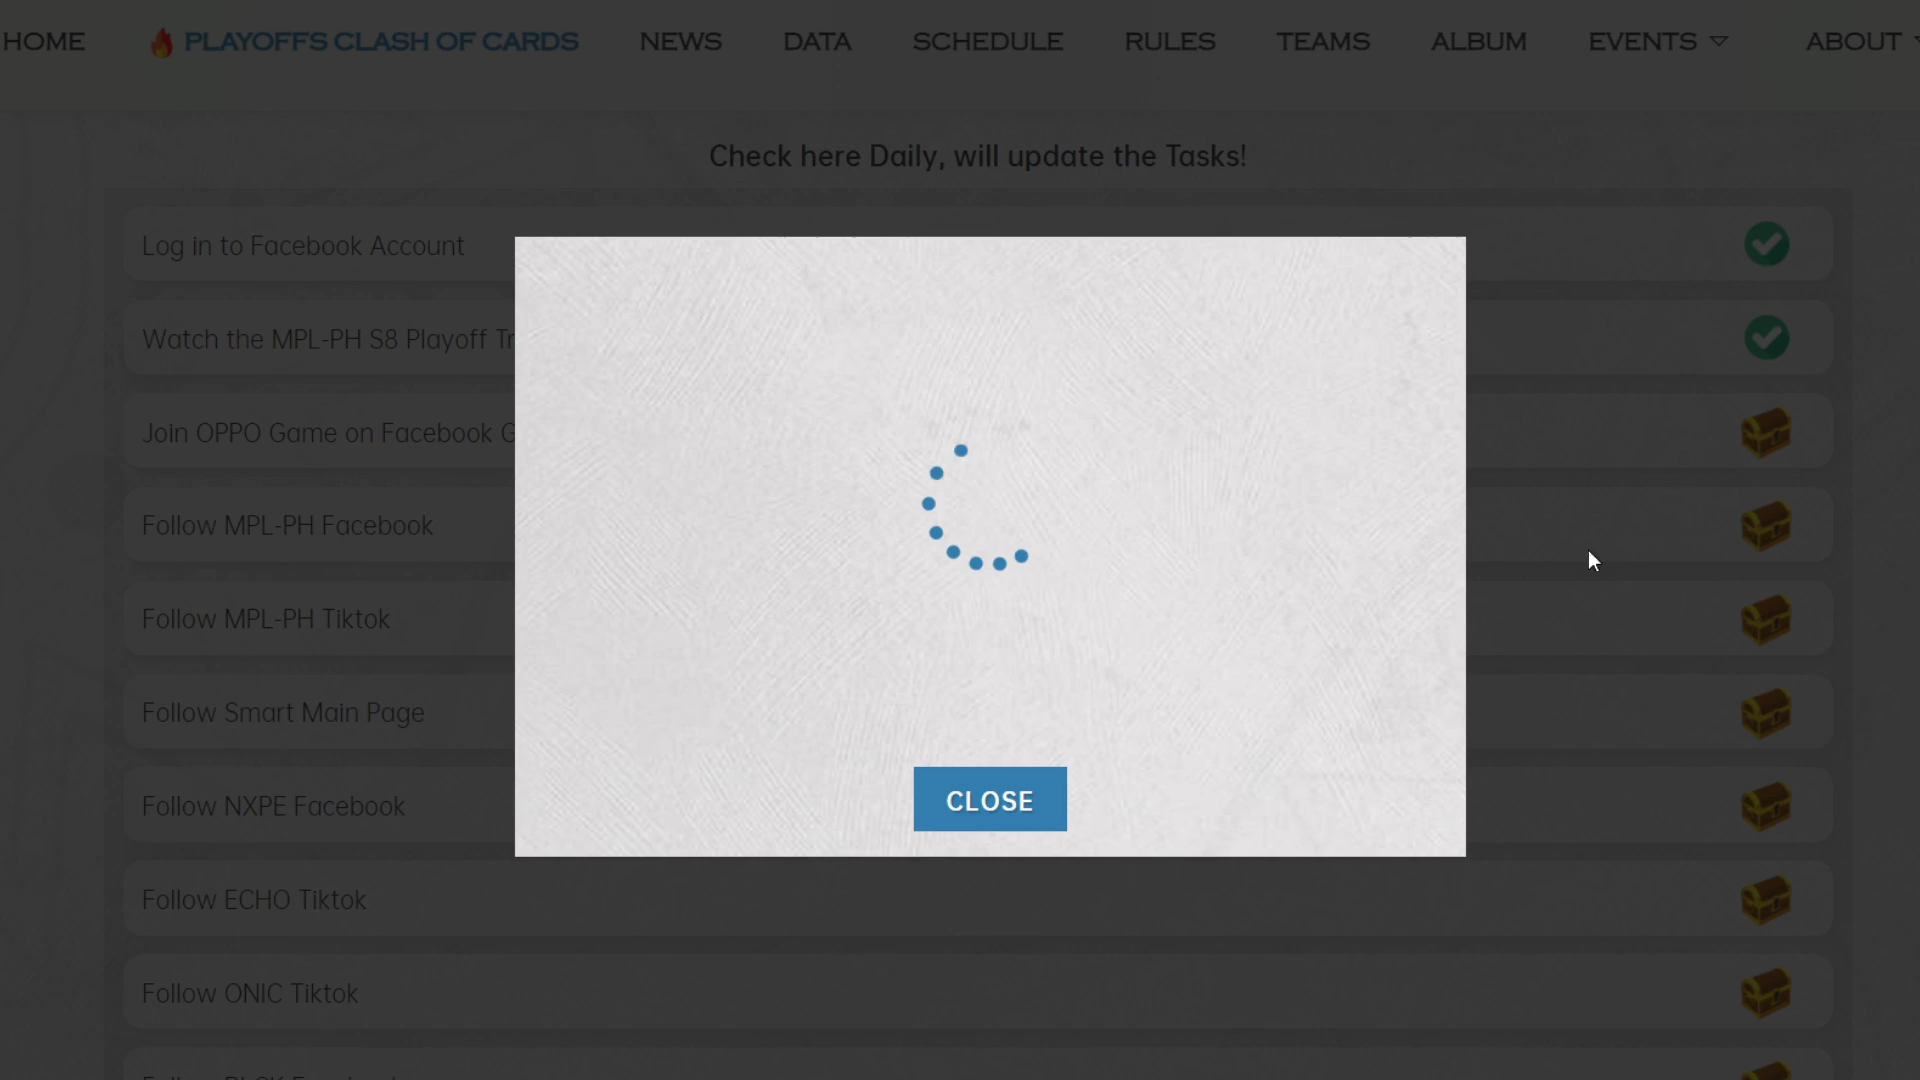 HOME PLAYOFFS CLASH OF CARDS NEWS DATA SCHEDULE RULES TEAMS ALBUM EVENTS ABOUT
Check here Daily, will update the Tasks!
Log in to Facebook Account
Watch the MPL-PH S8 Playoff Tr
Join OPPO Game on Facebook G
Follow MPL-PH Facebook
Follow MPL-PH Tiktok
Follow Smart Main Page
Follow NXPE Facebook
CLOSE
Follow ECHO Tiktok
Follow ONIC Tiktok